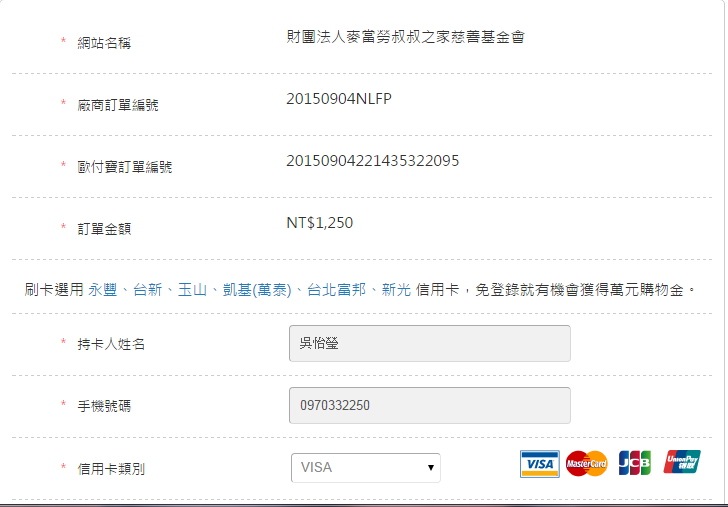 * 網站名稱 財團法人麥當勞叔叔之家慈善基金會
* 廠商訂單編號 20150904NLFP
* 歐付寶訂單編號 20150904221435322095
* 訂單金額 NT$1,250
刷卡選用 永豐、台新、玉山、凱基(萬泰)、台北富邦、新光 信用卡，免登錄就有機會獲得萬元購物金。
* 持卡人姓名 吳怡瑩
* 手機號碼 0970332250
* 信用卡類別 VISA VISA MasterCard JCB UnionPay 银联